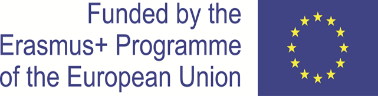 Funded by the
Erasmus+ Programme
of the European Union